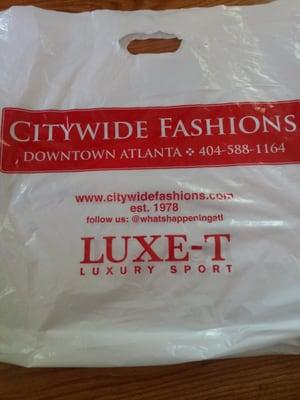 CITYWIDE FASHIONS
DOWNTOWN ATLANTA ❖ 404-588-1164
www.citywidefashions.com
est. 1978
follow us: @whatshappeningatl
LUXE-T
LUXURY SPORT